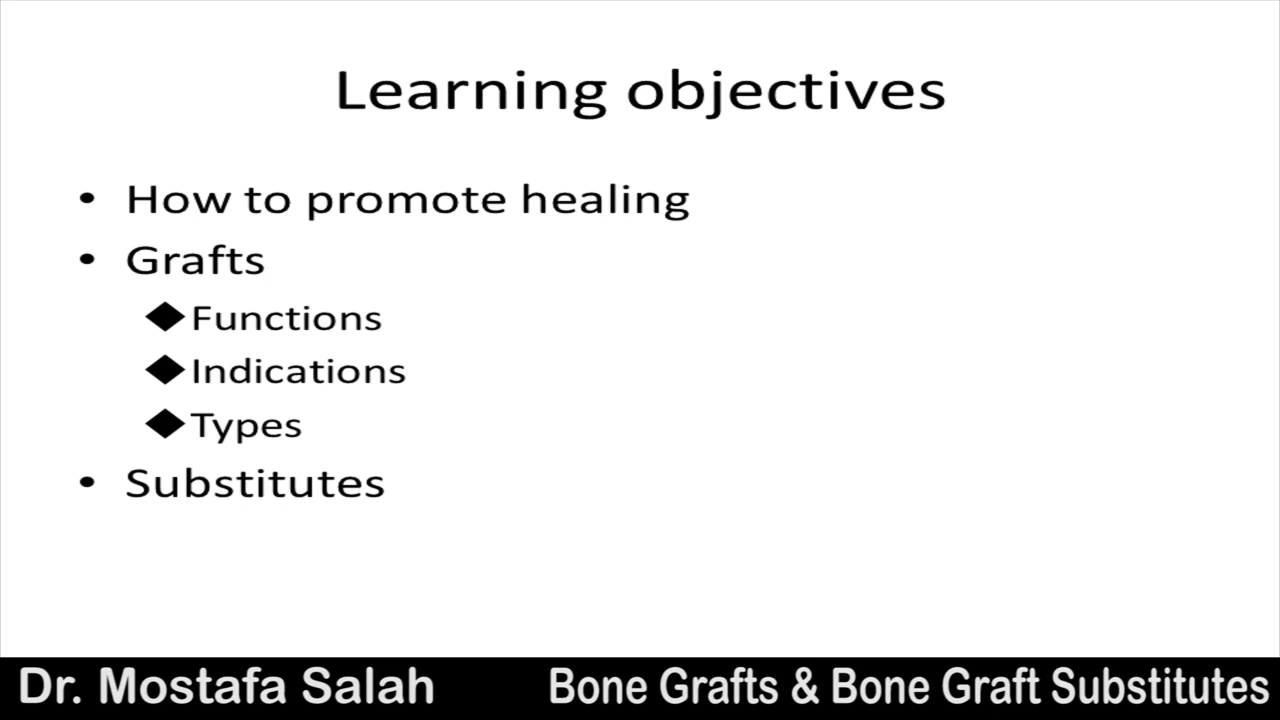 Learning objectives
• How to promote healing
• Grafts
◆Functions
◆Indications
◆Types
• Substitutes
Dr. Mostafa Salah
Bone Grafts & Bone Graft Substitutes